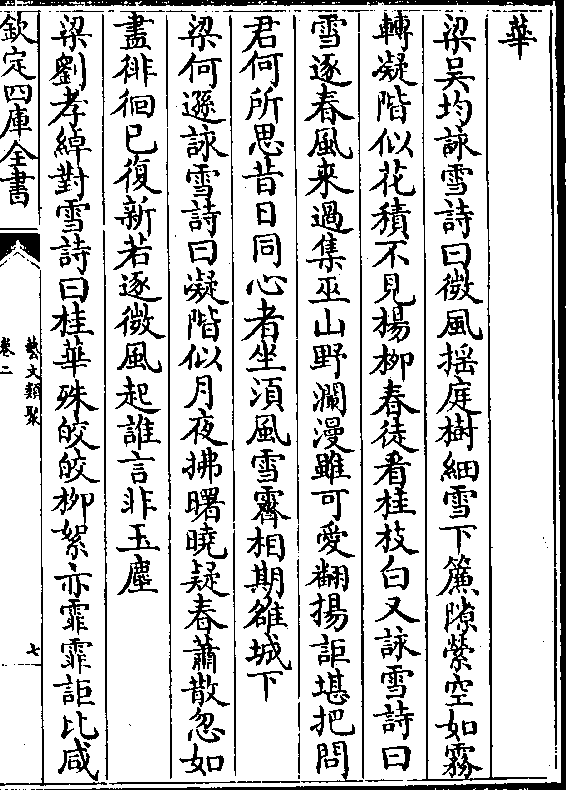 華
梁吴均詠雪詩曰微風揺庭樹細雪下簾隙縈空如霧
轉凝階似花積不見楊柳春徒看桂枝白又詠雪詩曰
雪逐春風来過集巫山野瀾漫雖可愛翻揚詎堪把問
君何所思昔日同心者坐須風雪霽相期雒城下
梁何遜詠雪詩曰凝階似月夜拂曙曉疑春蕭散忽如
盡徘徊已復新若逐微風起誰言非玉塵
梁劉孝綽對雪詩曰桂華殊皎皎柳絮亦霏霏詎比咸
欽定四庫全書
藝文類聚
卷二
七